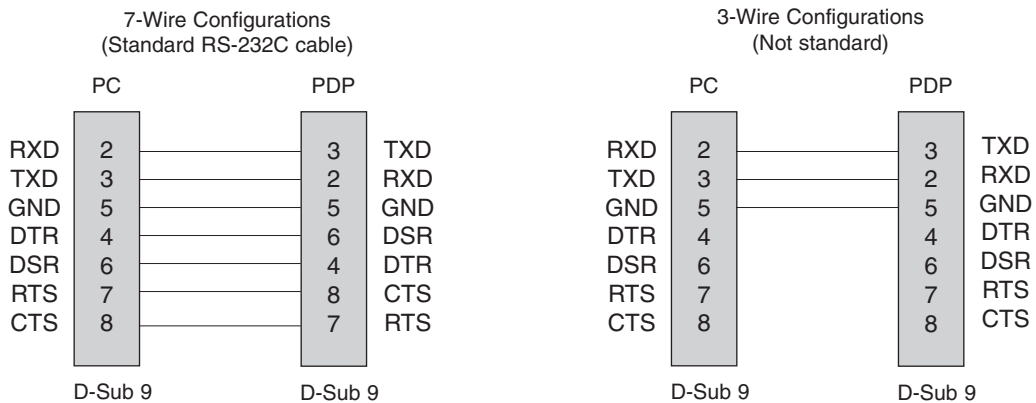 7-Wire Configurations
(Standard RS-232C cable)
PC PDP
RXD 2 3 TXD
TXD 3 2 RXD
GND 5 5 GND
DTR 4 6 DSR
DSR 6 4 DTR
RTS 7 8 CTS
CTS 8 7 RTS
D-Sub 9 D-Sub 9
3-Wire Configurations
(Not standard)
PC PDP
RXD 2 3 TXD
TXD 3 2 RXD
GND 5 5 GND
DTR 4 4 DTR
DSR 6 6 DSR
RTS 7 7 RTS
CTS 8 8 CTS
D-Sub 9 D-Sub 9